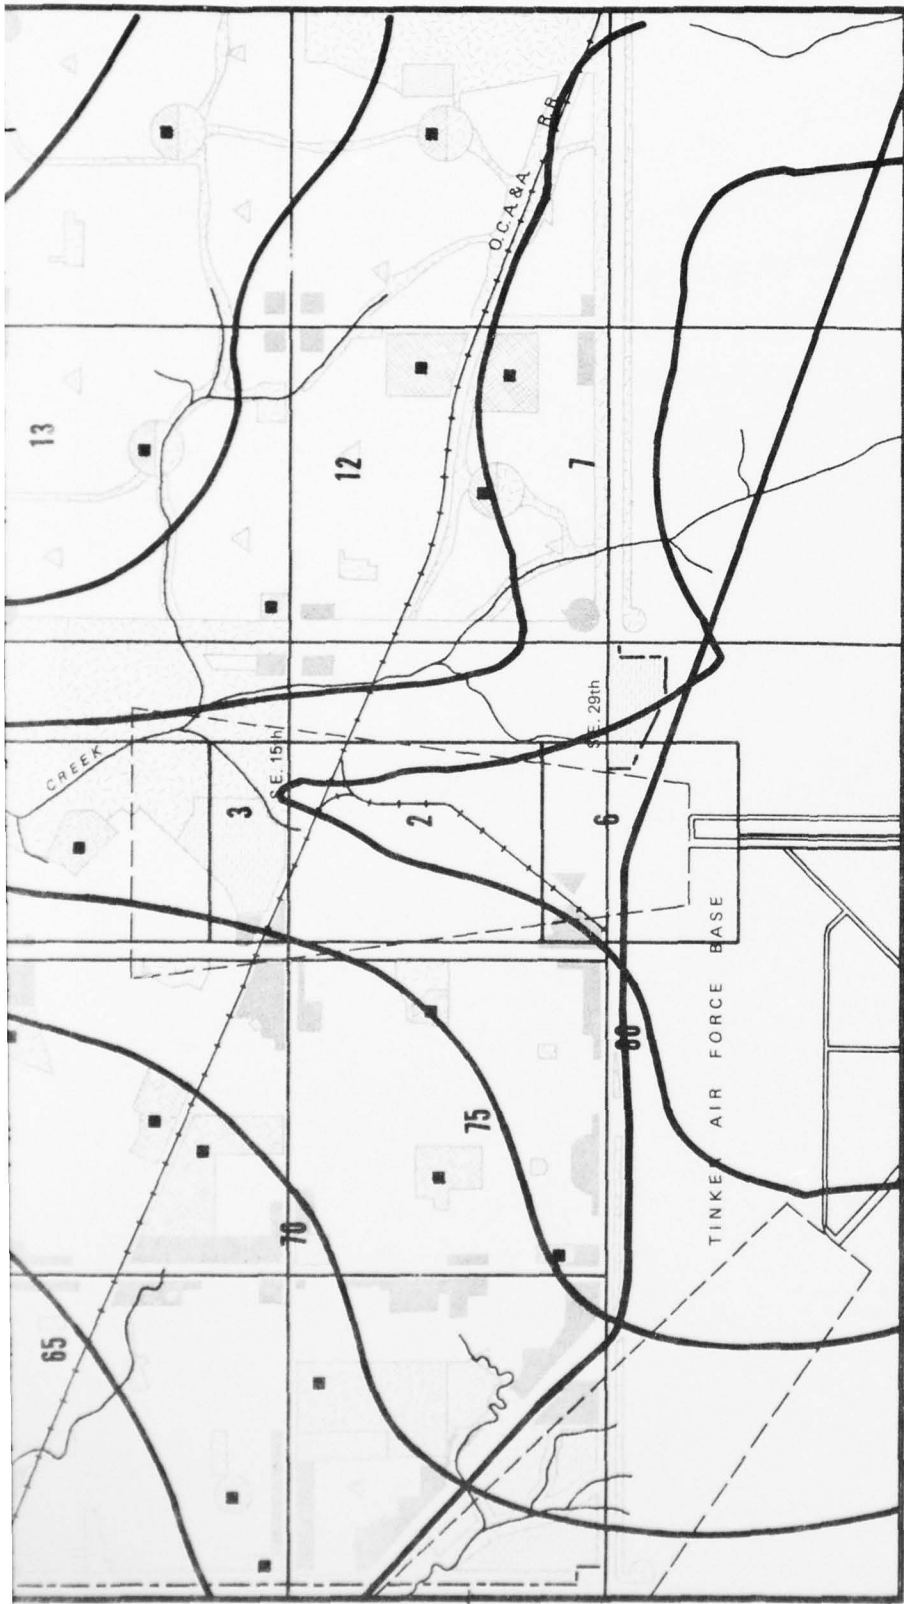 O.C.A. & A. R.R.
13
12
7
CREEK
S.E. 15th
S.E. 29th
3
2
6
TINKER AIR FORCE BASE
80
75
70
65